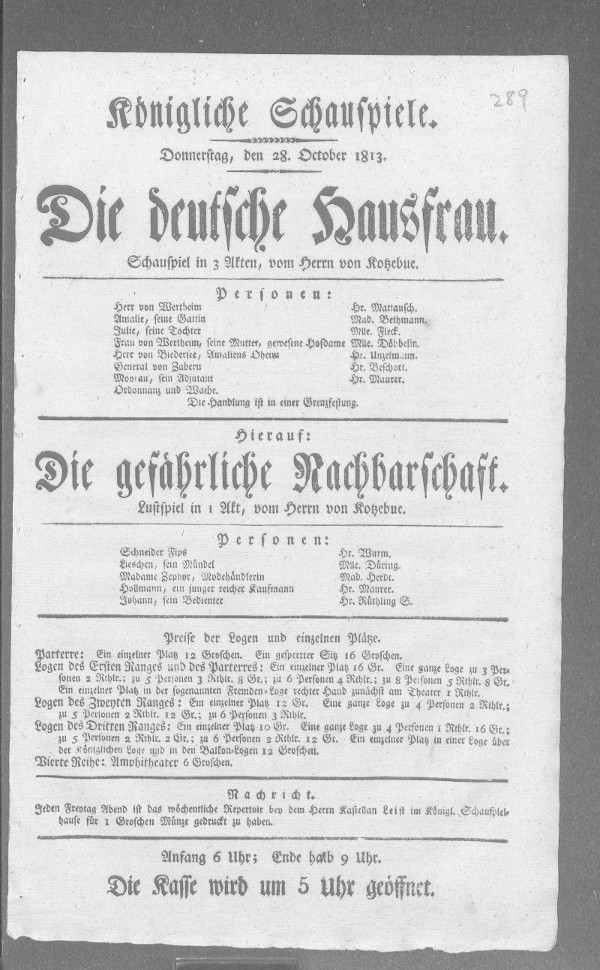 289
Königliche Schauspiele.
Donnerstag, den 28. October 1813.
Die deutsche Hausfrau.
Schauspiel in 3 Akten, vom Herrn von Kotzebue.
Personen:
Herr von Wertheim Hr. Mattausch.
Amalie, seine Gattin Mad. Bethmann.
Julie, seine Tochter Mlle. Fleck.
Frau von Wertheim, seine Mutter, gewesene Hofdame Mlle. Döbbelin.
Herr von Biedersee, Amaliens Oheim Hr. Unzelmann.
General von Zabern Hr. Beschort.
sein Adjutant Hr. Maurer.
Ordonnanz und Wache.
Die Handlung ist in einer Grenzfestung.
Hierauf:
Die gefährliche Nachbarschaft.
Lustspiel in 1 Akt, vom Herrn von Kotzebue.
Personen:
Schneider Fips Hr. Wurm.
Lieschen, sein Mündel Mlle. Düring.
Madame Zephyr, Modehändlerin Mad. Herdt.
Hollmann, ein junger reicher Kaufmann Hr. Maurer.
Johann, sein Bedienter Hr. Rüthling S.
Preise der Logen und einzelnen Plätze.
Parterre: Ein einzelner Platz 12 Groschen. Ein gesperrter Sitz 16 Groschen.
Logen des Ersten Ranges und des Parterres: Ein einzelner Platz 16 Gr. Eine ganze Loge zu 3 Per-
sonen 2 Rthlr.; zu 5 Personen 3 Rthlr. 8 Gr.; zu 6 Personen 4 Rthlr.; zu 8 Personen 5 Rthlr. 8 Gr.
Ein einzelner Platz in der sogenannten Fremden-Loge rechter Hand zunächst am Theater 1 Rthlr.
Logen des Zweyten Ranges: Ein einzelner Platz 12 Gr. Eine ganze Loge zu 4 Personen 2 Rthlr.;
zu 5 Personen 2 Rthlr. 12 Gr.; zu 6 Personen 3 Rthlr.
Logen des Dritten Ranges: Ein einzelner Platz 10 Gr. Eine ganze Loge zu 4 Personen 1 Rthlr. 16 Gr.;
zu 5 Personen 2 Rthlr. 2 Gr.; zu 6 Personen 2 Rthlr. 12 Gr. Ein einzelner Platz in einer Loge über
der Königlichen Loge und in den Balkon-Logen 12 Groschen.
Vierte Reihe: Amphitheater 6 Groschen.
Nachricht.
Jeden Freytag Abend ist das wöchentliche Repertoir bey dem Herrn Kastellan Leist im Königl. Schauspiel-
hause für 1 Groschen Münze gedruckt zu haben.
Anfang 6 Uhr; Ende halb 9 Uhr.
Die Kasse wird um 5 Uhr geöffnet.